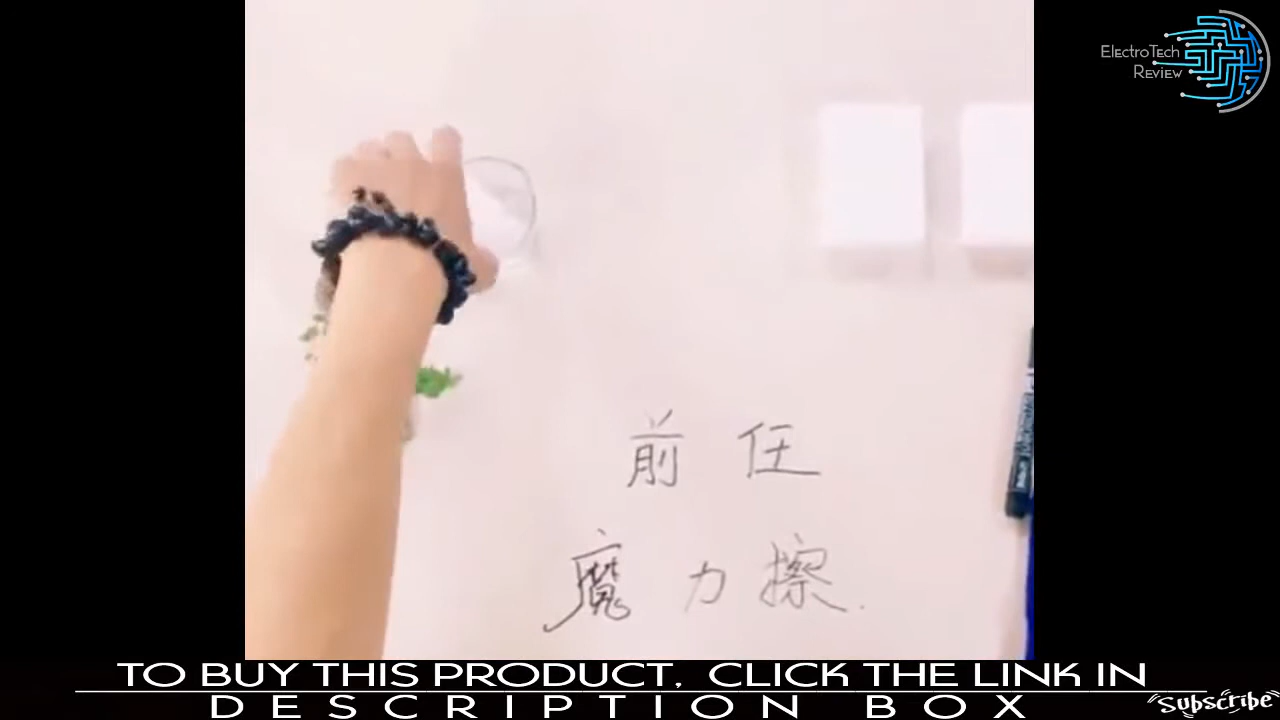 ElectroTech
Review
前任
魔力擦.
TO BUY THIS PRODUCT, CLICK THE LINK IN
DESCRIPTION BOX
Subscribe